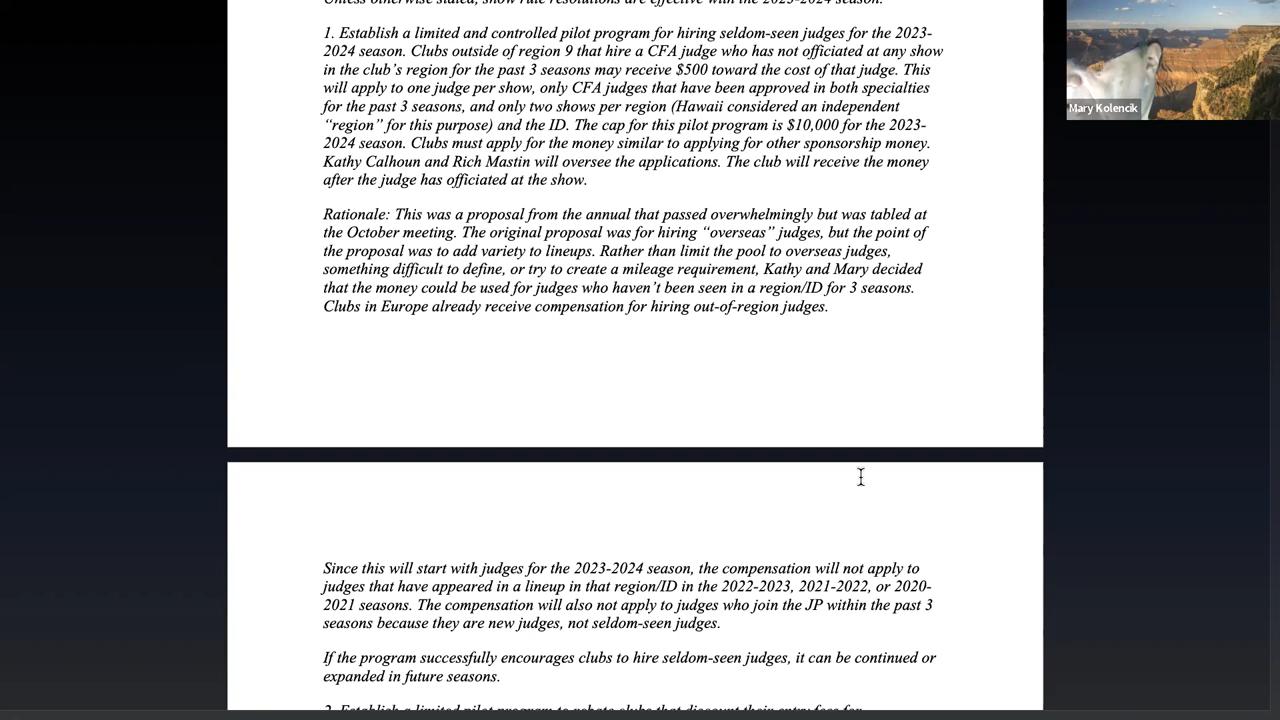 Unless otherwise stated, show rule resolutions are effective with the 2023-2024 season.
1. Establish a limited and controlled pilot program for hiring seldom-seen judges for the 2023-
2024 season. Clubs outside of region 9 that hire a CFA judge who has not officiated at any show
in the club’s region for the past 3 seasons may receive $500 toward the cost of that judge. This
will apply to one judge per show, only CFA judges that have been approved in both specialties
for the past 3 seasons, and only two shows per region (Hawaii considered an independent
“region” for this purpose) and the ID. The cap for this pilot program is $10,000 for the 2023-
2024 season. Clubs must apply for the money similar to applying for other sponsorship money.
Kathy Calhoun and Rich Mastin will oversee the applications. The club will receive the money
after the judge has officiated at the show.
Rationale: This was a proposal from the annual that passed overwhelmingly but was tabled at
the October meeting. The original proposal was for hiring “overseas” judges, but the point of
the proposal was to add variety to lineups. Rather than limit the pool to overseas judges,
something difficult to define, or try to create a mileage requirement, Kathy and Mary decided
that the money could be used for judges who haven’t been seen in a region/ID for 3 seasons.
Clubs in Europe already receive compensation for hiring out-of-region judges.
Since this will start with judges for the 2023-2024 season, the compensation will not apply to
judges that have appeared in a lineup in that region/ID in the 2022-2023, 2021-2022, or 2020-
2021 seasons. The compensation will also not apply to judges who join the JP within the past 3
seasons because they are new judges, not seldom-seen judges.
If the program successfully encourages clubs to hire seldom-seen judges, it can be continued or
expanded in future seasons.
2. Establish a limited pilot program to rebate clubs that discount their entry fees for
Mary Kolencik